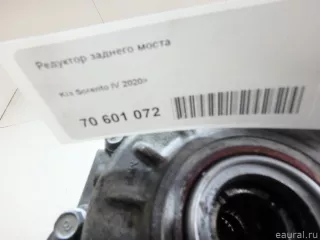 Редуктор заднего моста
Kia Sorento IV 2020>
70 601 072
eaural.ru